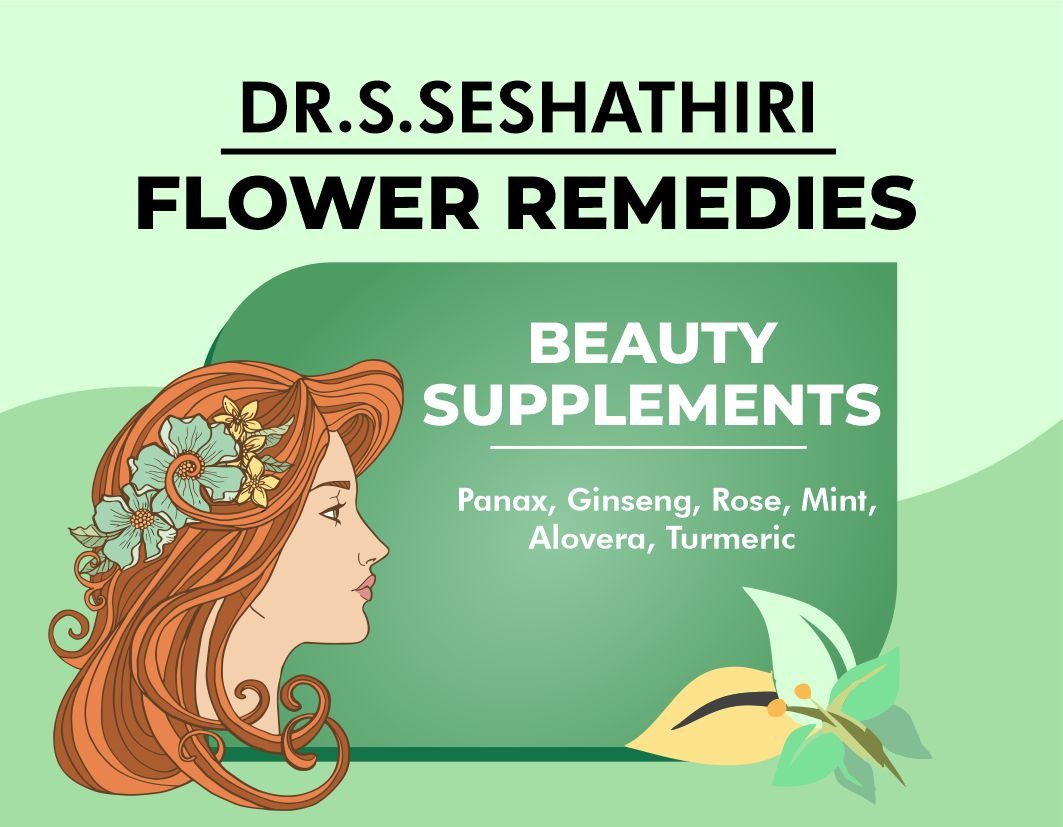 DR.S.SESHATHIRI
FLOWER REMEDIES
BEAUTY
SUPPLEMENTS
Panax, Ginseng, Rose, Mint,
Alovera, Turmeric